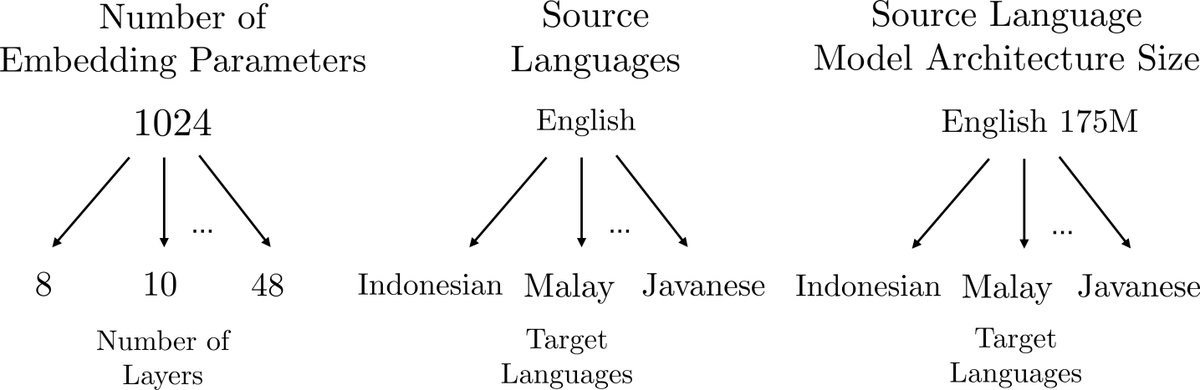 Number of
Embedding Parameters
1024
...
8 10 48
Number of
Layers
Source
Languages
English
...
Indonesian Malay Javanese
Target
Languages
Source Language
Model Architecture Size
English 175M
...
Indonesian Malay Javanese
Target
Languages